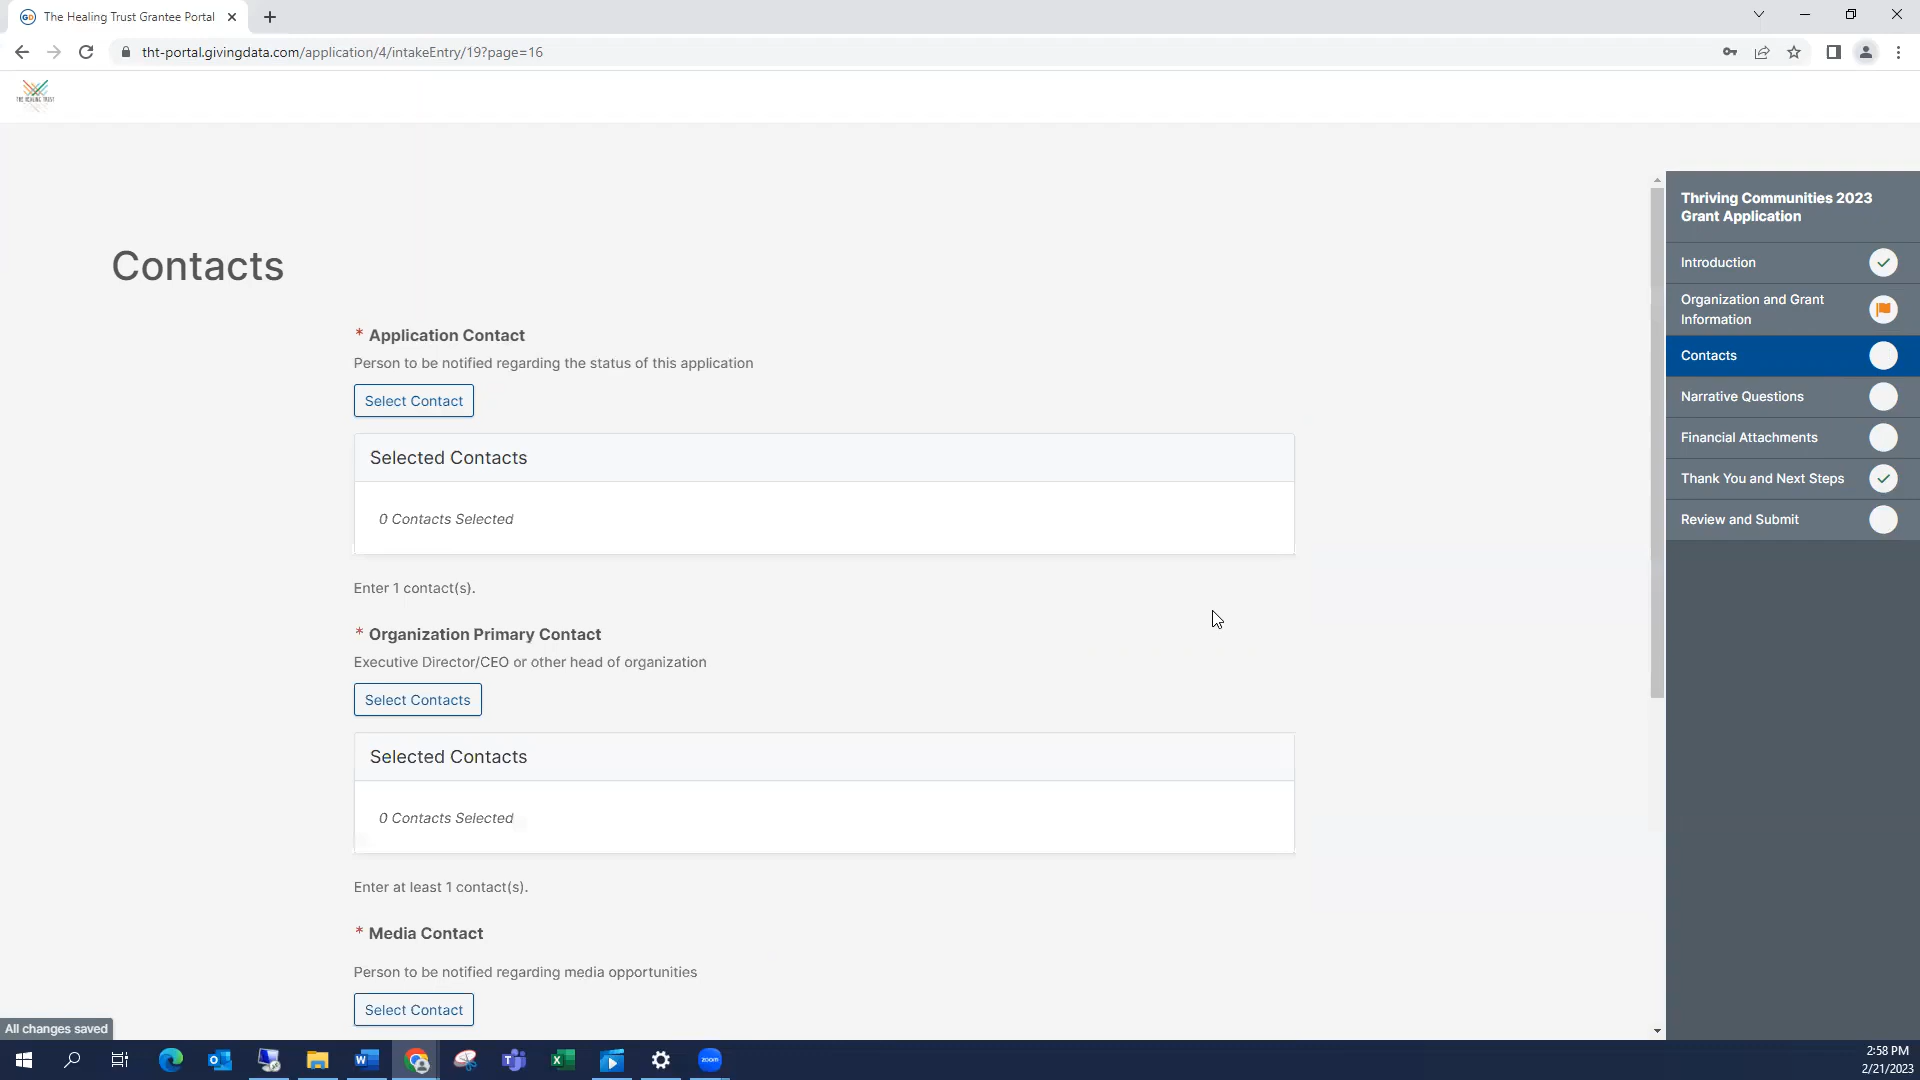 The Healing Trust Grantee Portal
tht-portal.givingdata.com/application/4/intakeEntry/19?page=16
THE HEALING TRUST
Contacts
* Application Contact
Person to be notified regarding the status of this application
Select Contact
Selected Contacts
0 Contacts Selected
Enter 1 contact(s).
* Organization Primary Contact
Executive Director/CEO or other head of organization
Select Contacts
Selected Contacts
0 Contacts Selected
Enter at least 1 contact(s).
* Media Contact
Person to be notified regarding media opportunities
Select Contact
Thriving Communities 2023
Grant Application
Introduction
Organization and Grant
Information
Contacts
Narrative Questions
Financial Attachments
Thank You and Next Steps
Review and Submit
All changes saved
zoom
2:58 PM
2/21/2023